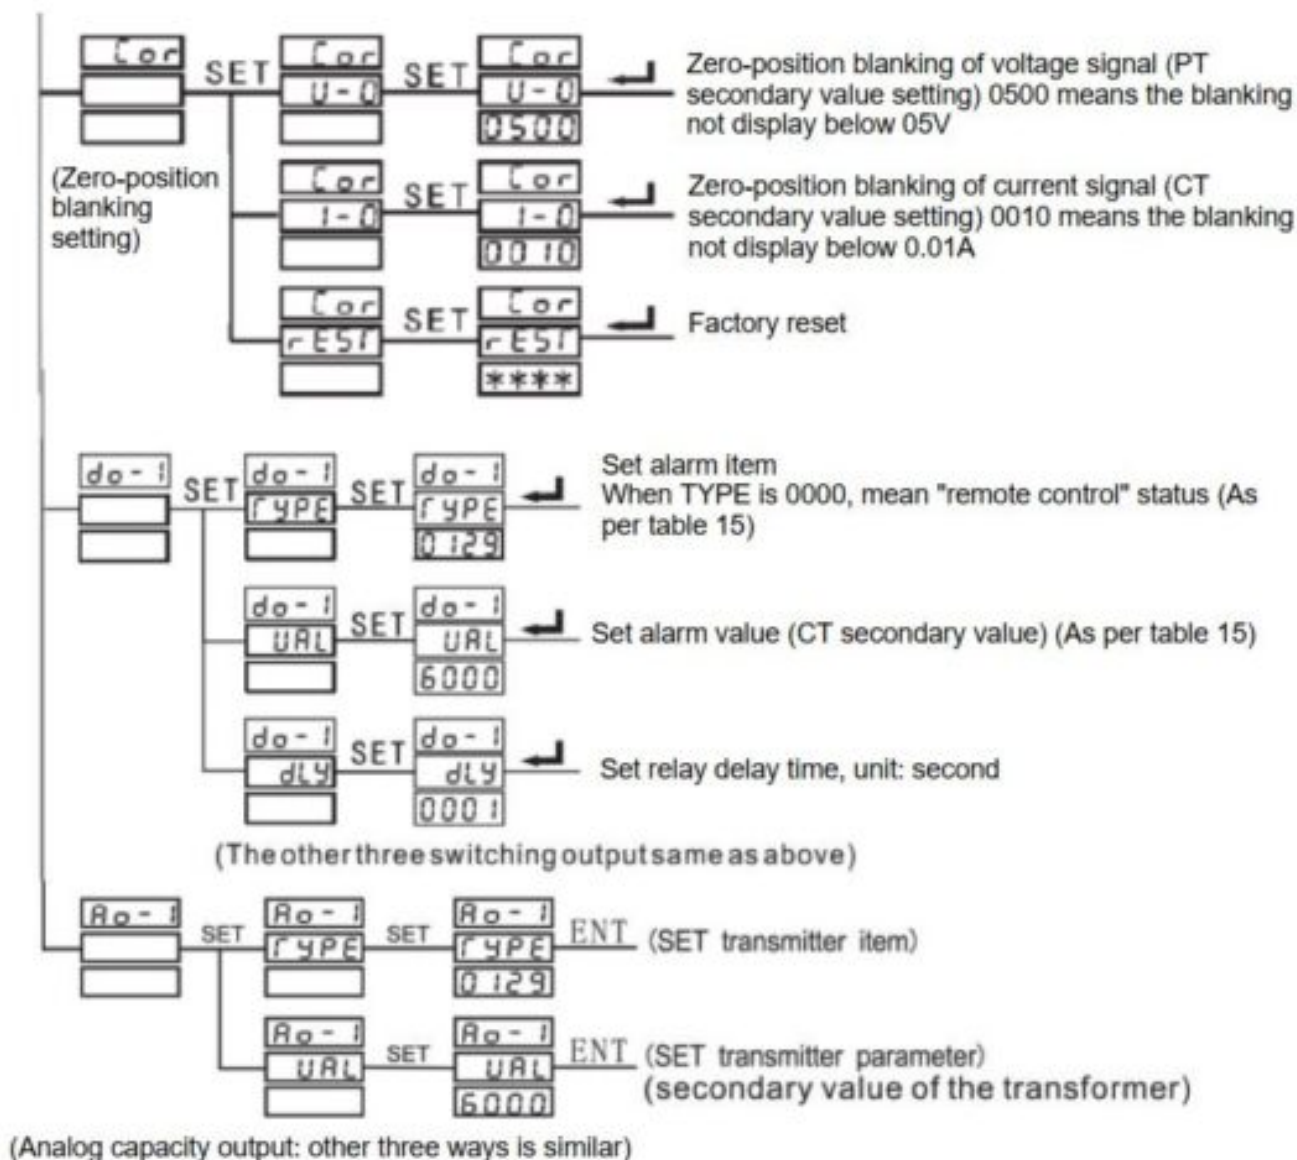 Cor SET Cor SET Cor
U-0 U-0
0500
Zero-position blanking of voltage signal (PT
secondary value setting) 0500 means the blanking
not display below 05V
(Zero-position
blanking
setting)
Cor SET Cor
I-0 I-0
0010
Zero-position blanking of current signal (CT
secondary value setting) 0010 means the blanking
not display below 0.01A
Cor SET Cor
rEST rEST
****
Factory reset
do-1 SET do-1 SET do-1
TYPE TYPE
0129
Set alarm item
When TYPE is 0000, mean "remote control" status (As
per table 15)
do-1 SET do-1
UAL UAL
6000
Set alarm value (CT secondary value) (As per table 15)
do-1 SET do-1
dLY dLY
0001
Set relay delay time, unit: second
(The other three switching output same as above)
Ao-1 SET Ao-1 SET Ao-1 ENT
TYPE TYPE
0129
(SET transmitter item)
Ao-1 SET Ao-1 ENT
UAL UAL
6000
(SET transmitter parameter)
(secondary value of the transformer)
(Analog capacity output: other three ways is similar)